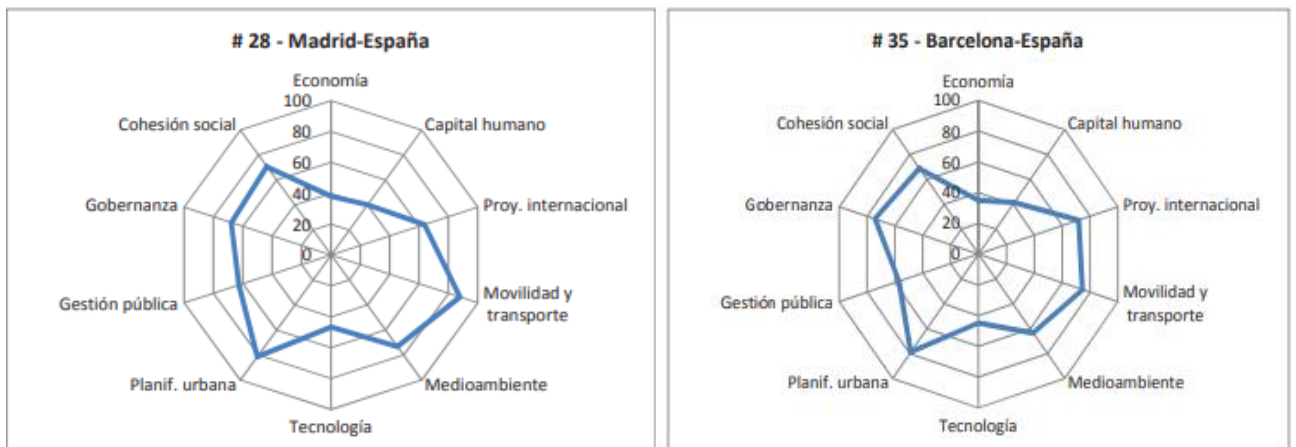 # 28 - Madrid-España
Economía
100
Cohesión social
Capital humano
80
60
Gobernanza
40
Proy. internacional
20
0
Gestión pública
Movilidad y
transporte
Planif. urbana
Medioambiente
Tecnología
# 35 - Barcelona-España
Economía
100
Cohesión social
Capital humano
80
60
Gobernanza
40
Proy. internacional
20
0
Gestión pública
Movilidad y
transporte
Planif. urbana
Medioambiente
Tecnología